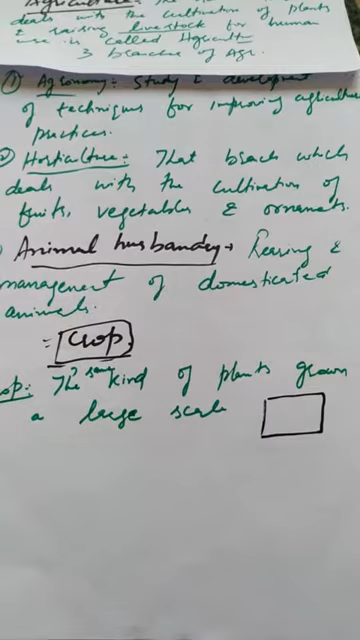 Agriculture:- The
deals with the cultivation of plants
& raising livestock for human
use is called
3 branches of Agr.
① Agronomy:- Study & development
of techniques for improving agriculture
practices.
② Horticulture:- That branch which
deals with the cultivation of
fruits, vegetables & ornaments.
Animal husbandry → Rearing &
management of domesticated
animals.
= Crop
op: The same kind of plants grown
a large scale